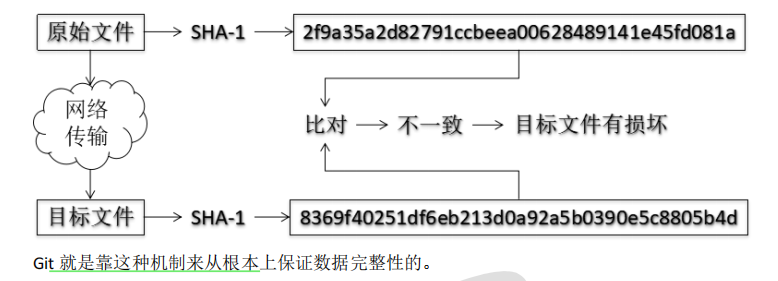 原始文件 SHA-1 2f9a35a2d82791ccbeea00628489141e45fd081a
网络
传输
比对 不一致 目标文件有损坏
目标文件 SHA-1 8369f40251df6eb213d0a92a5b0390e5c8805b4d
Git 就是靠这种机制来从根本上保证数据完整性的。